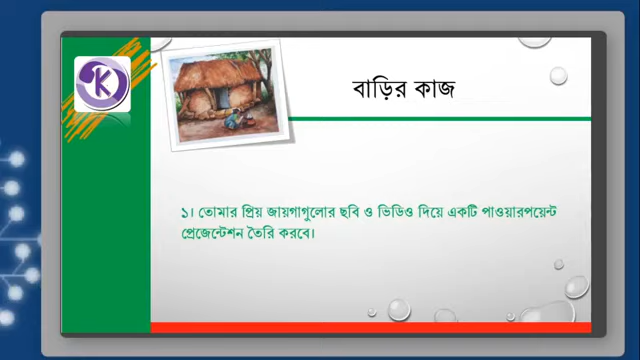 K
বাড়ির কাজ
১। তোমার প্রিয় জায়গাগুলোর ছবি ও ভিডিও দিয়ে একটি পাওয়ারপয়েন্ট
প্রেজেন্টেশন তৈরি করবে।